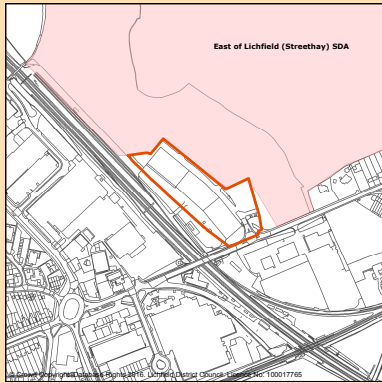 East of Lichfield (Streethay) SDA
© Crown Copyright Database Rights 2016. Lichfield District Council. Licence No: 100017765